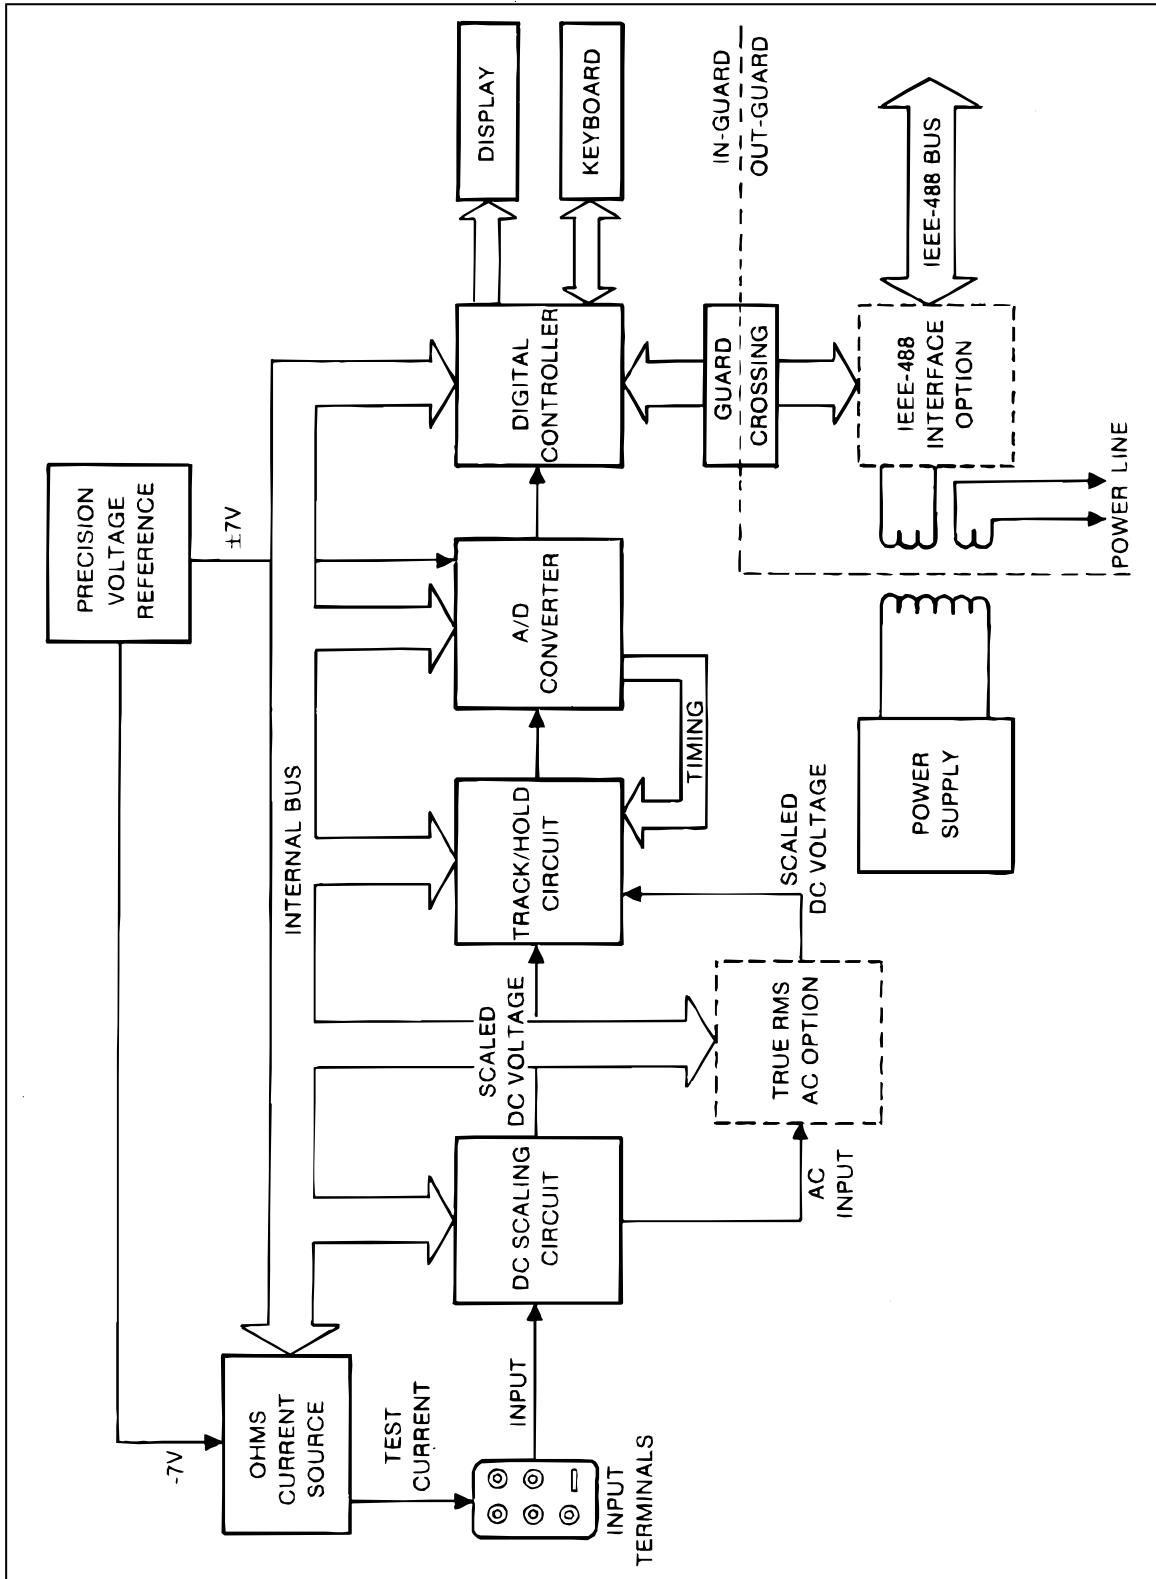 PRECISION
VOLTAGE
REFERENCE
-7V
±7V
OHMS
CURRENT
SOURCE
INTERNAL BUS
TEST
CURRENT
INPUT
TERMINALS
INPUT
DC SCALING
CIRCUIT
SCALED
DC VOLTAGE
TRACK/HOLD
CIRCUIT
A/D
CONVERTER
DIGITAL
CONTROLLER
DISPLAY
KEYBOARD
TIMING
AC
INPUT
TRUE RMS
AC OPTION
SCALED
DC VOLTAGE
GUARD
CROSSING
IN-GUARD
OUT-GUARD
POWER
SUPPLY
IEEE-488
INTERFACE
OPTION
IEEE-488 BUS
POWER LINE